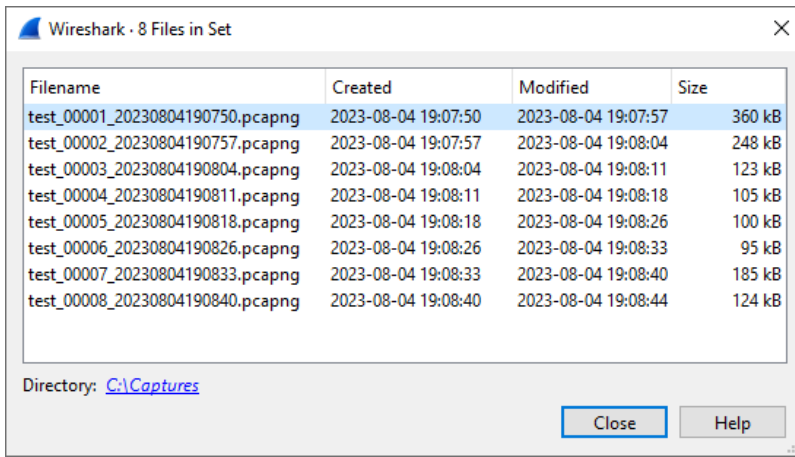 Wireshark · 8 Files in Set
Filename Created Modified Size
test_00001_20230804190750.pcapng 2023-08-04 19:07:50 2023-08-04 19:07:57 360 kB
test_00002_20230804190757.pcapng 2023-08-04 19:07:57 2023-08-04 19:08:04 248 kB
test_00003_20230804190804.pcapng 2023-08-04 19:08:04 2023-08-04 19:08:11 123 kB
test_00004_20230804190811.pcapng 2023-08-04 19:08:11 2023-08-04 19:08:18 105 kB
test_00005_20230804190818.pcapng 2023-08-04 19:08:18 2023-08-04 19:08:26 100 kB
test_00006_20230804190826.pcapng 2023-08-04 19:08:26 2023-08-04 19:08:33 95 kB
test_00007_20230804190833.pcapng 2023-08-04 19:08:33 2023-08-04 19:08:40 185 kB
test_00008_20230804190840.pcapng 2023-08-04 19:08:40 2023-08-04 19:08:44 124 kB
Directory: C:\Captures
Close Help